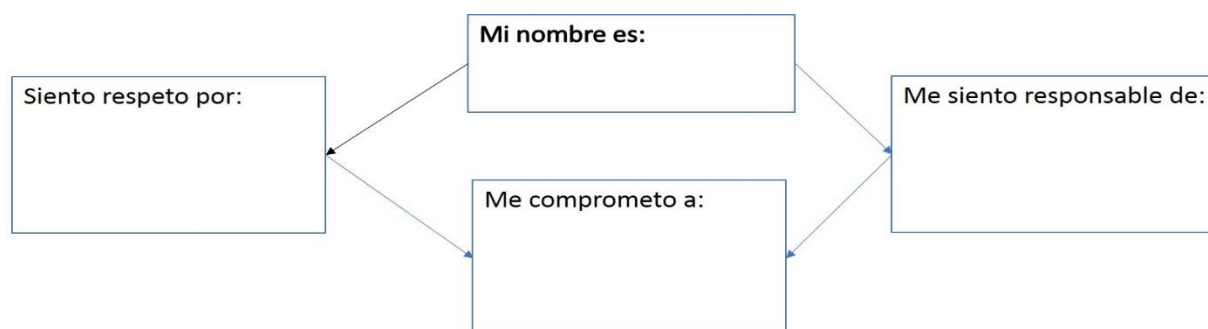 Mi nombre es:
Siento respeto por:
Me siento responsable de:
Me comprometo a: